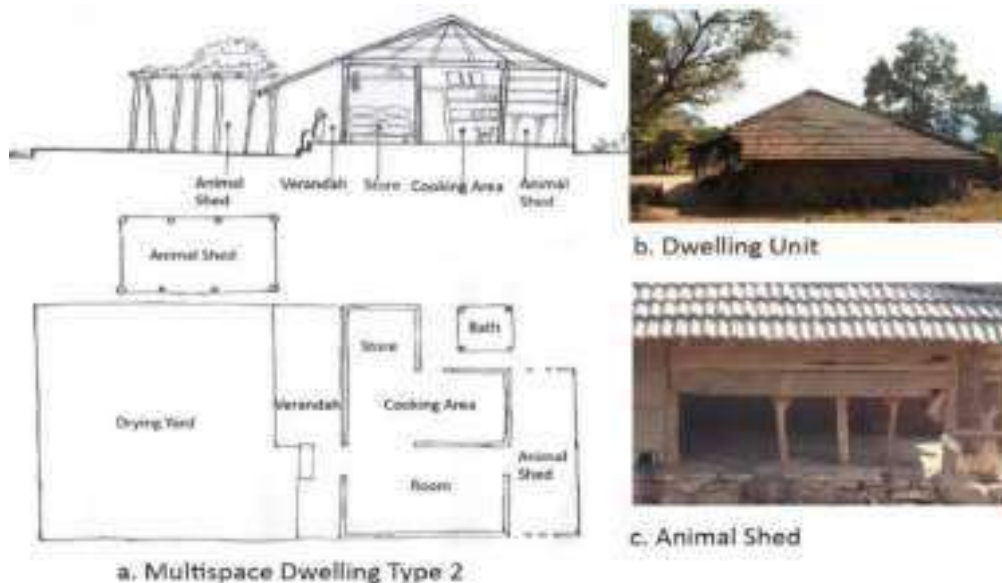 Animal
Shed
Verandah
Store
Cooking Area
Animal
Shed
Animal Shed
Bath
Store
Verandah
Cooking Area
Drying Yard
Animal
Shed
Room
a. Multispace Dwelling Type 2
b. Dwelling Unit
c. Animal Shed